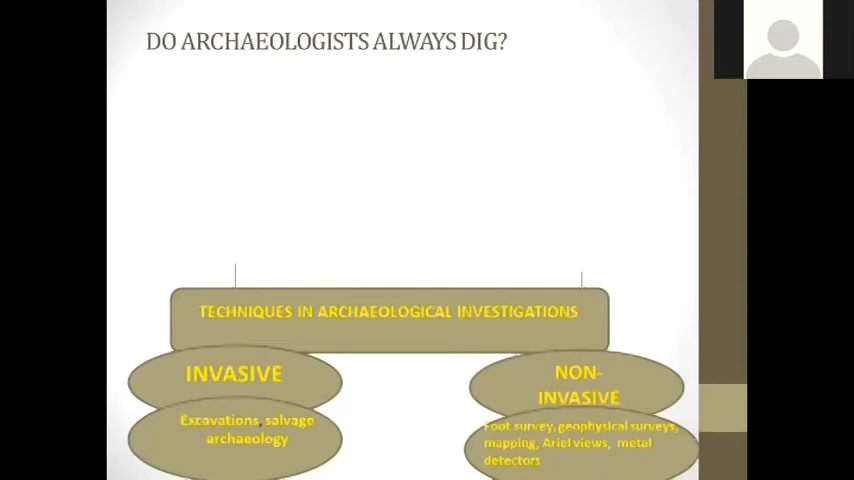 DO ARCHAEOLOGISTS ALWAYS DIG?
TECHNIQUES IN ARCHAEOLOGICAL INVESTIGATIONS
INVASIVE
Excavations, salvage
archaeology
NON-
INVASIVE
Foot survey, geophysical surveys,
mapping, Ariel views, metal
detectors